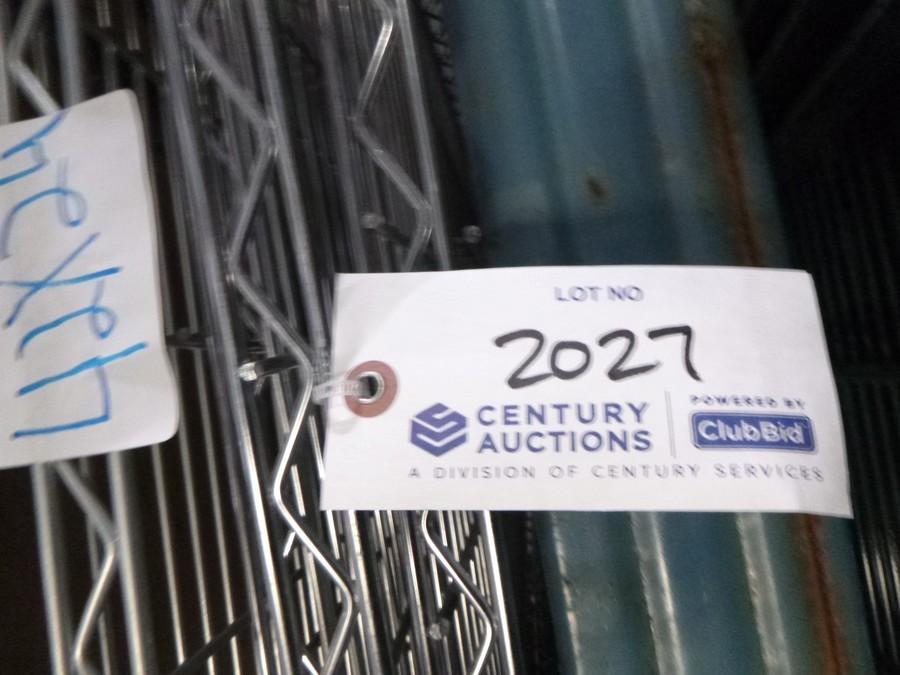 LOT NO
2027
CENTURY AUCTIONS
POWERED BY
ClubBid
A DIVISION OF CENTURY SERVICES